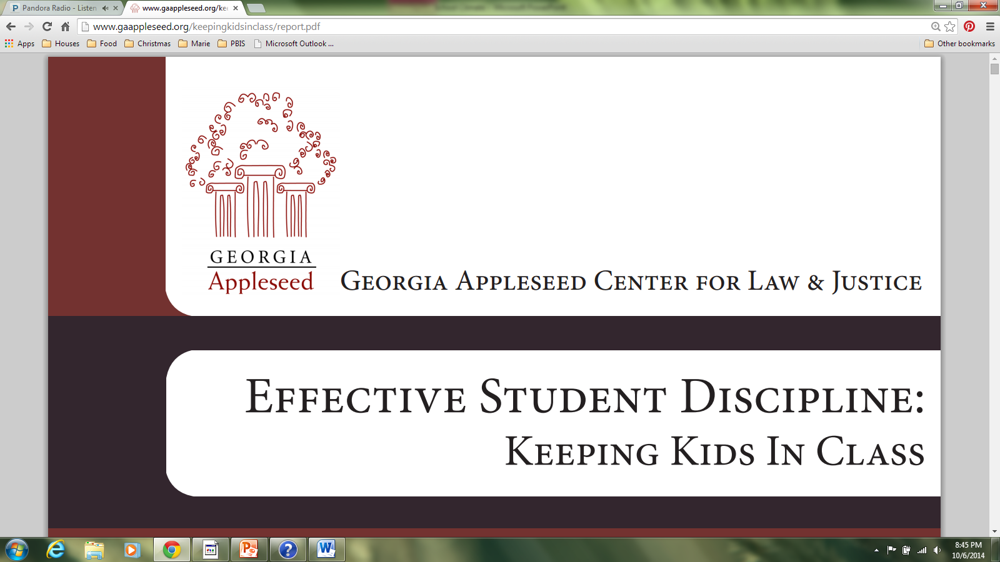 Pandora Radio - Listen
www.gaappleseed.org/kee
www.gaappleseed.org/keepingkidsinclass/report.pdf
Apps Houses Food Christmas Marie PBIS Microsoft Outlook ... Other bookmarks
GEORGIA
Appleseed
Georgia Appleseed Center for Law & Justice
Effective Student Discipline:
Keeping Kids In Class
8:45 PM
10/6/2014